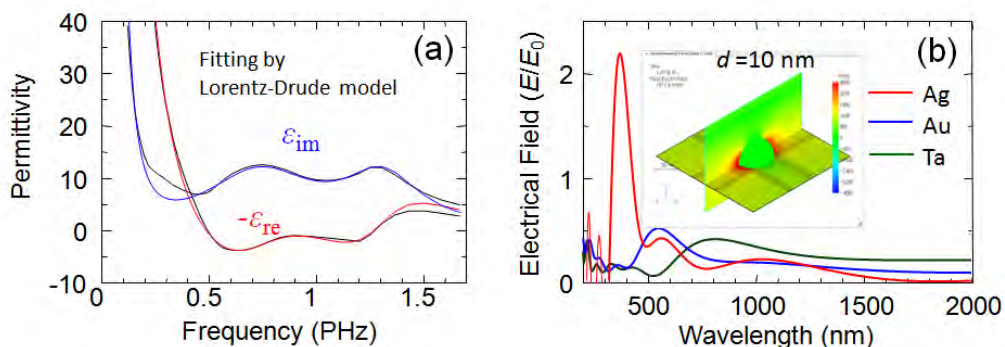 40
30
20
10
0
-10
Permittivity
(a)
Fitting by
Lorentz-Drude model
εim
-εre
0 0.5 1 1.5
Frequency (PHz)
2
1
0
Electrical Field (E/E0)
(b)
d =10 nm
Ag
Au
Ta
500 1000 1500 2000
Wavelength (nm)